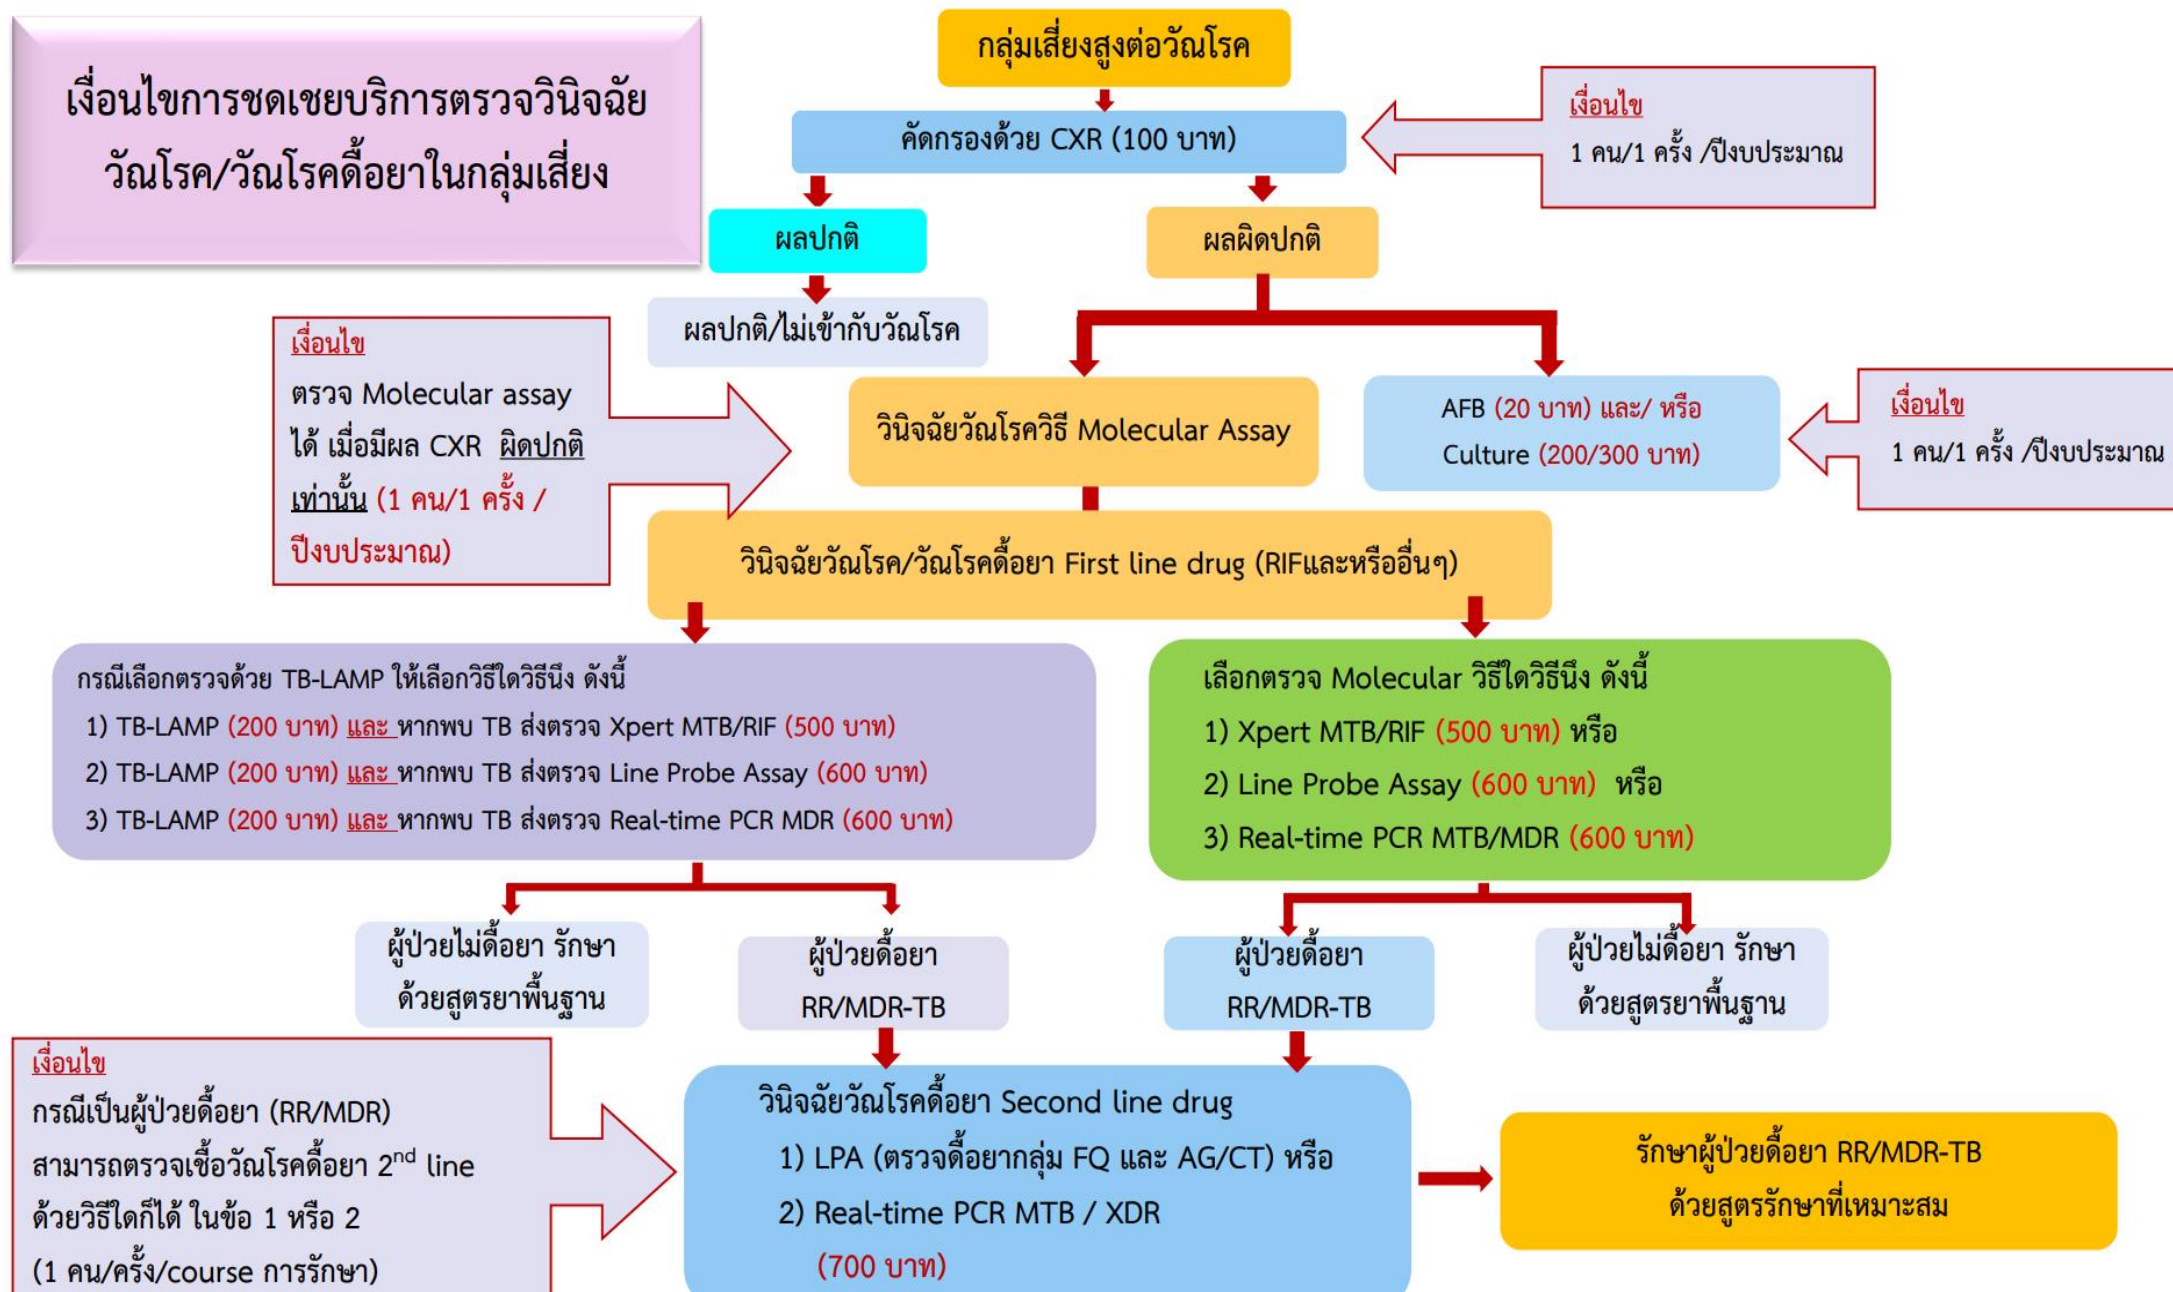 เงื่อนไขการชดเชยบริการตรวจวินิจฉัย
วัณโรค/วัณโรคดื้อยาในกลุ่มเสี่ยง
กลุ่มเสี่ยงสูงต่อวัณโรค
คัดกรองด้วย CXR (100 บาท)
เงื่อนไข
1 คน/1 ครั้ง /ปีงบประมาณ
ผลปกติ
ผลผิดปกติ
ผลปกติ/ไม่เข้ากับวัณโรค
เงื่อนไข
ตรวจ Molecular assay
ได้ เมื่อมีผล CXR ผิดปกติ
เท่านั้น (1 คน/1 ครั้ง /
ปีงบประมาณ)
วินิจฉัยวัณโรควิธี Molecular Assay
AFB (20 บาท) และ/ หรือ
Culture (200/300 บาท)
เงื่อนไข
1 คน/1 ครั้ง /ปีงบประมาณ
วินิจฉัยวัณโรค/วัณโรคดื้อยา First line drug (RIFและหรืออื่นๆ)
กรณีเลือกตรวจด้วย TB-LAMP ให้เลือกวิธีใดวิธีนึง ดังนี้
1) TB-LAMP (200 บาท) และ หากพบ TB ส่งตรวจ Xpert MTB/RIF (500 บาท)
2) TB-LAMP (200 บาท) และ หากพบ TB ส่งตรวจ Line Probe Assay (600 บาท)
3) TB-LAMP (200 บาท) และ หากพบ TB ส่งตรวจ Real-time PCR MDR (600 บาท)
เลือกตรวจ Molecular วิธีใดวิธีนึง ดังนี้
1) Xpert MTB/RIF (500 บาท) หรือ
2) Line Probe Assay (600 บาท) หรือ
3) Real-time PCR MTB/MDR (600 บาท)
ผู้ป่วยไม่ดื้อยา รักษา
ด้วยสูตรยาพื้นฐาน
ผู้ป่วยดื้อยา
RR/MDR-TB
ผู้ป่วยดื้อยา
RR/MDR-TB
ผู้ป่วยไม่ดื้อยา รักษา
ด้วยสูตรยาพื้นฐาน
เงื่อนไข
กรณีเป็นผู้ป่วยดื้อยา (RR/MDR)
สามารถตรวจเชื้อวัณโรคดื้อยา 2nd line
ด้วยวิธีใดก็ได้ ในข้อ 1 หรือ 2
(1 คน/ครั้ง/course การรักษา)
วินิจฉัยวัณโรคดื้อยา Second line drug
1) LPA (ตรวจดื้อยากลุ่ม FQ และ AG/CT) หรือ
2) Real-time PCR MTB / XDR
(700 บาท)
รักษาผู้ป่วยดื้อยา RR/MDR-TB
ด้วยสูตรรักษาที่เหมาะสม